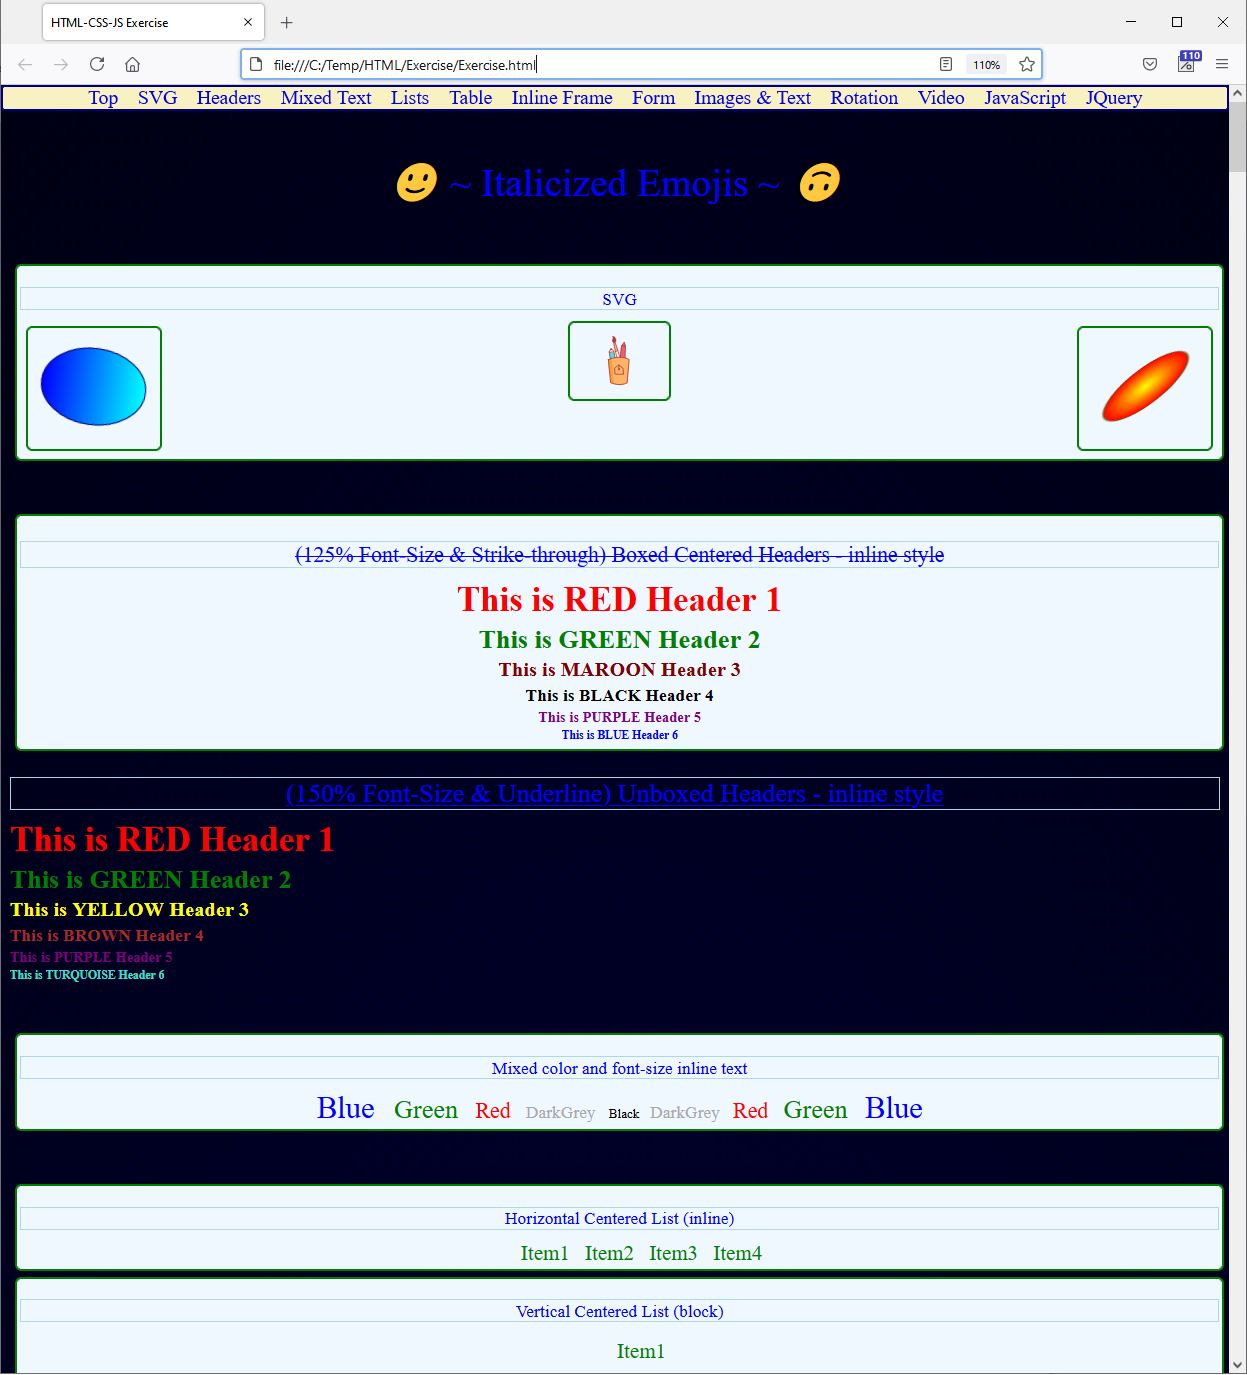 HTML-CSS-JS Exercise
file:///C:/Temp/HTML/Exercise/Exercise.html 110% 110
Top SVG Headers Mixed Text Lists Table Inline Frame Form Images & Text Rotation Video JavaScript JQuery
🙂 ~ Italicized Emojis ~ 🙃
SVG
(125% Font-Size & Strike-through) Boxed Centered Headers - inline style
This is RED Header 1
This is GREEN Header 2
This is MAROON Header 3
This is BLACK Header 4
This is PURPLE Header 5
This is BLUE Header 6
(150% Font-Size & Underline) Unboxed Headers - inline style
This is RED Header 1
This is GREEN Header 2
This is YELLOW Header 3
This is BROWN Header 4
This is PURPLE Header 5
This is TURQUOISE Header 6
Mixed color and font-size inline text
Blue Green Red DarkGrey Black DarkGrey Red Green Blue
Horizontal Centered List (inline)
Item1 Item2 Item3 Item4
Vertical Centered List (block)
Item1